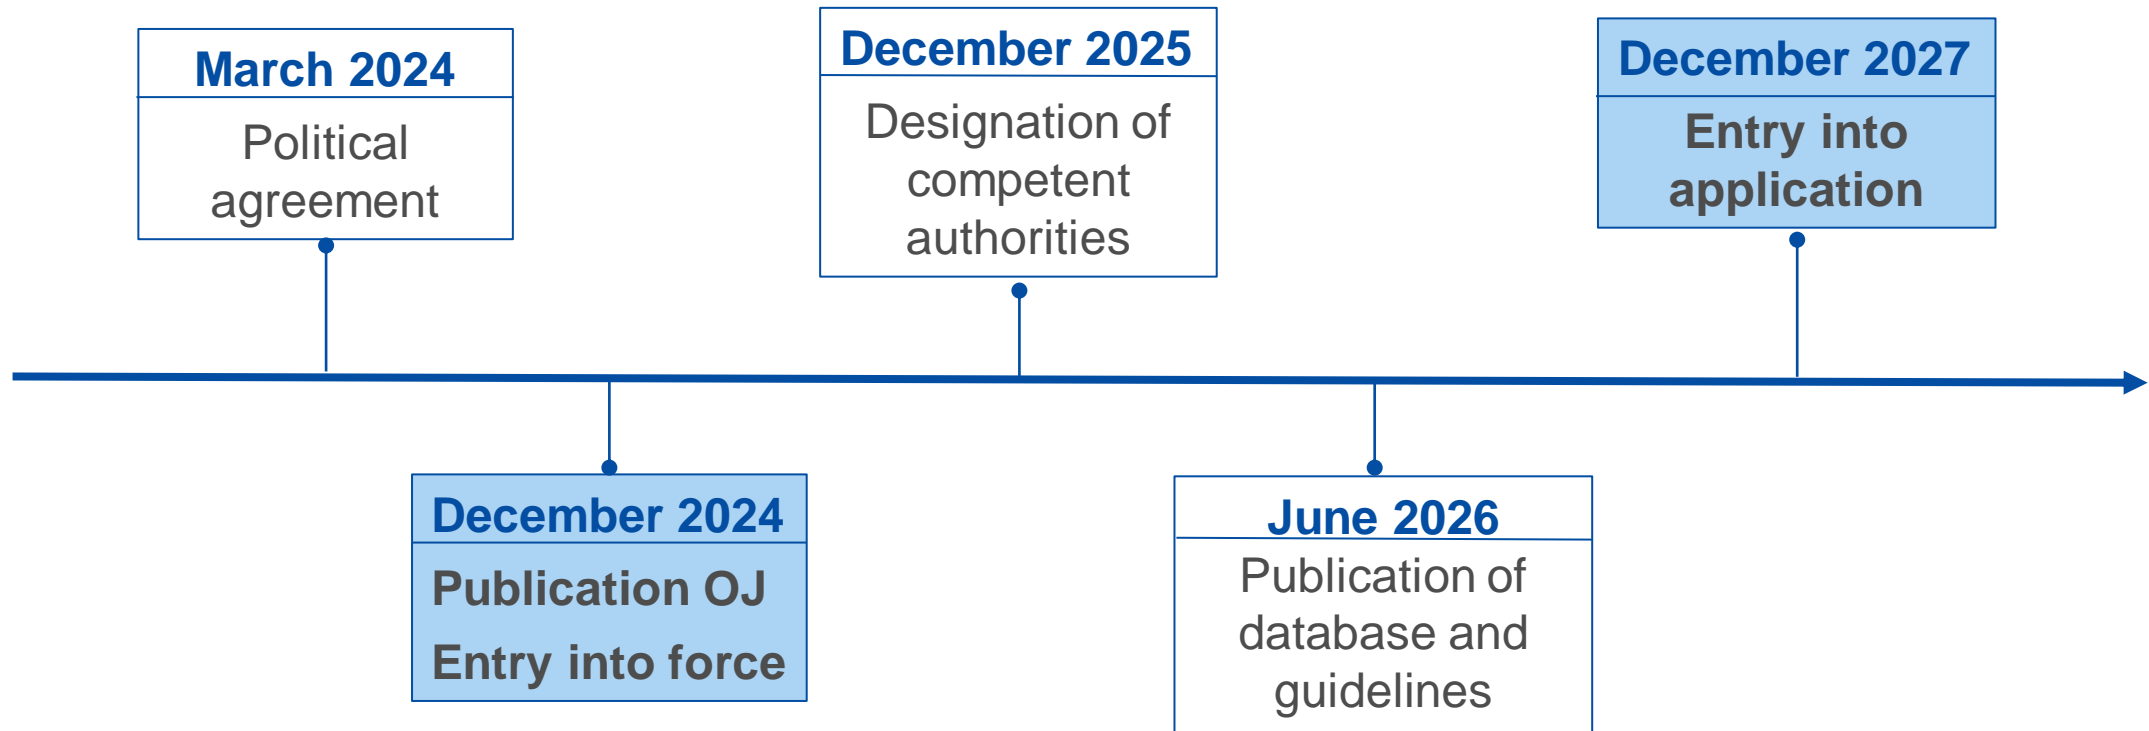 March 2024
Political
agreement
December 2024
Publication OJ
Entry into force
December 2025
Designation of
competent
authorities
June 2026
Publication of
database and
guidelines
December 2027
Entry into
application